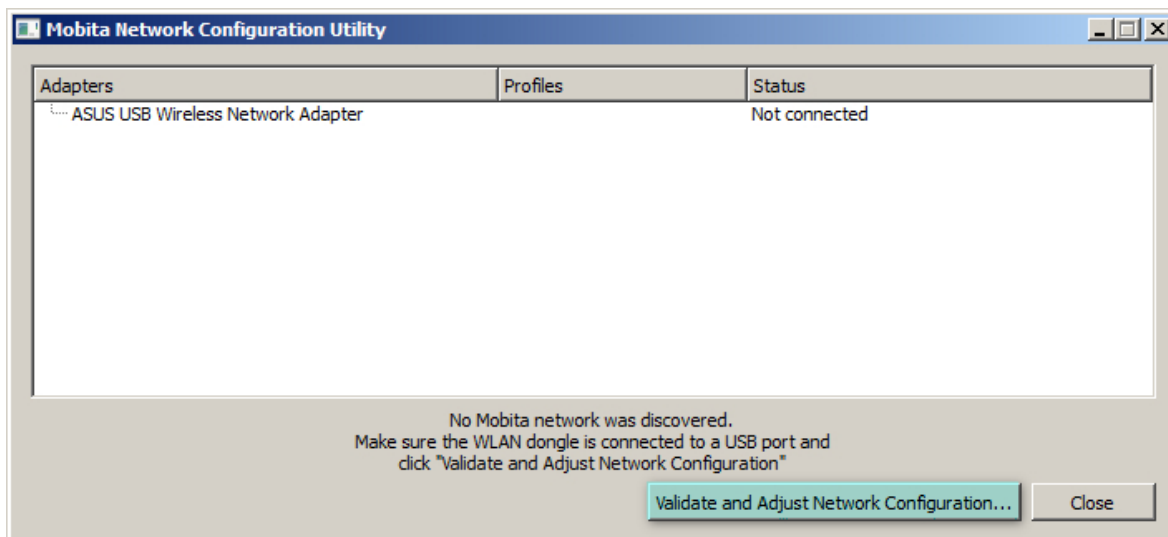 Mobita Network Configuration Utility
Adapters Profiles Status
ASUS USB Wireless Network Adapter Not connected
No Mobita network was discovered.
Make sure the WLAN dongle is connected to a USB port and
click "Validate and Adjust Network Configuration"
Validate and Adjust Network Configuration... Close